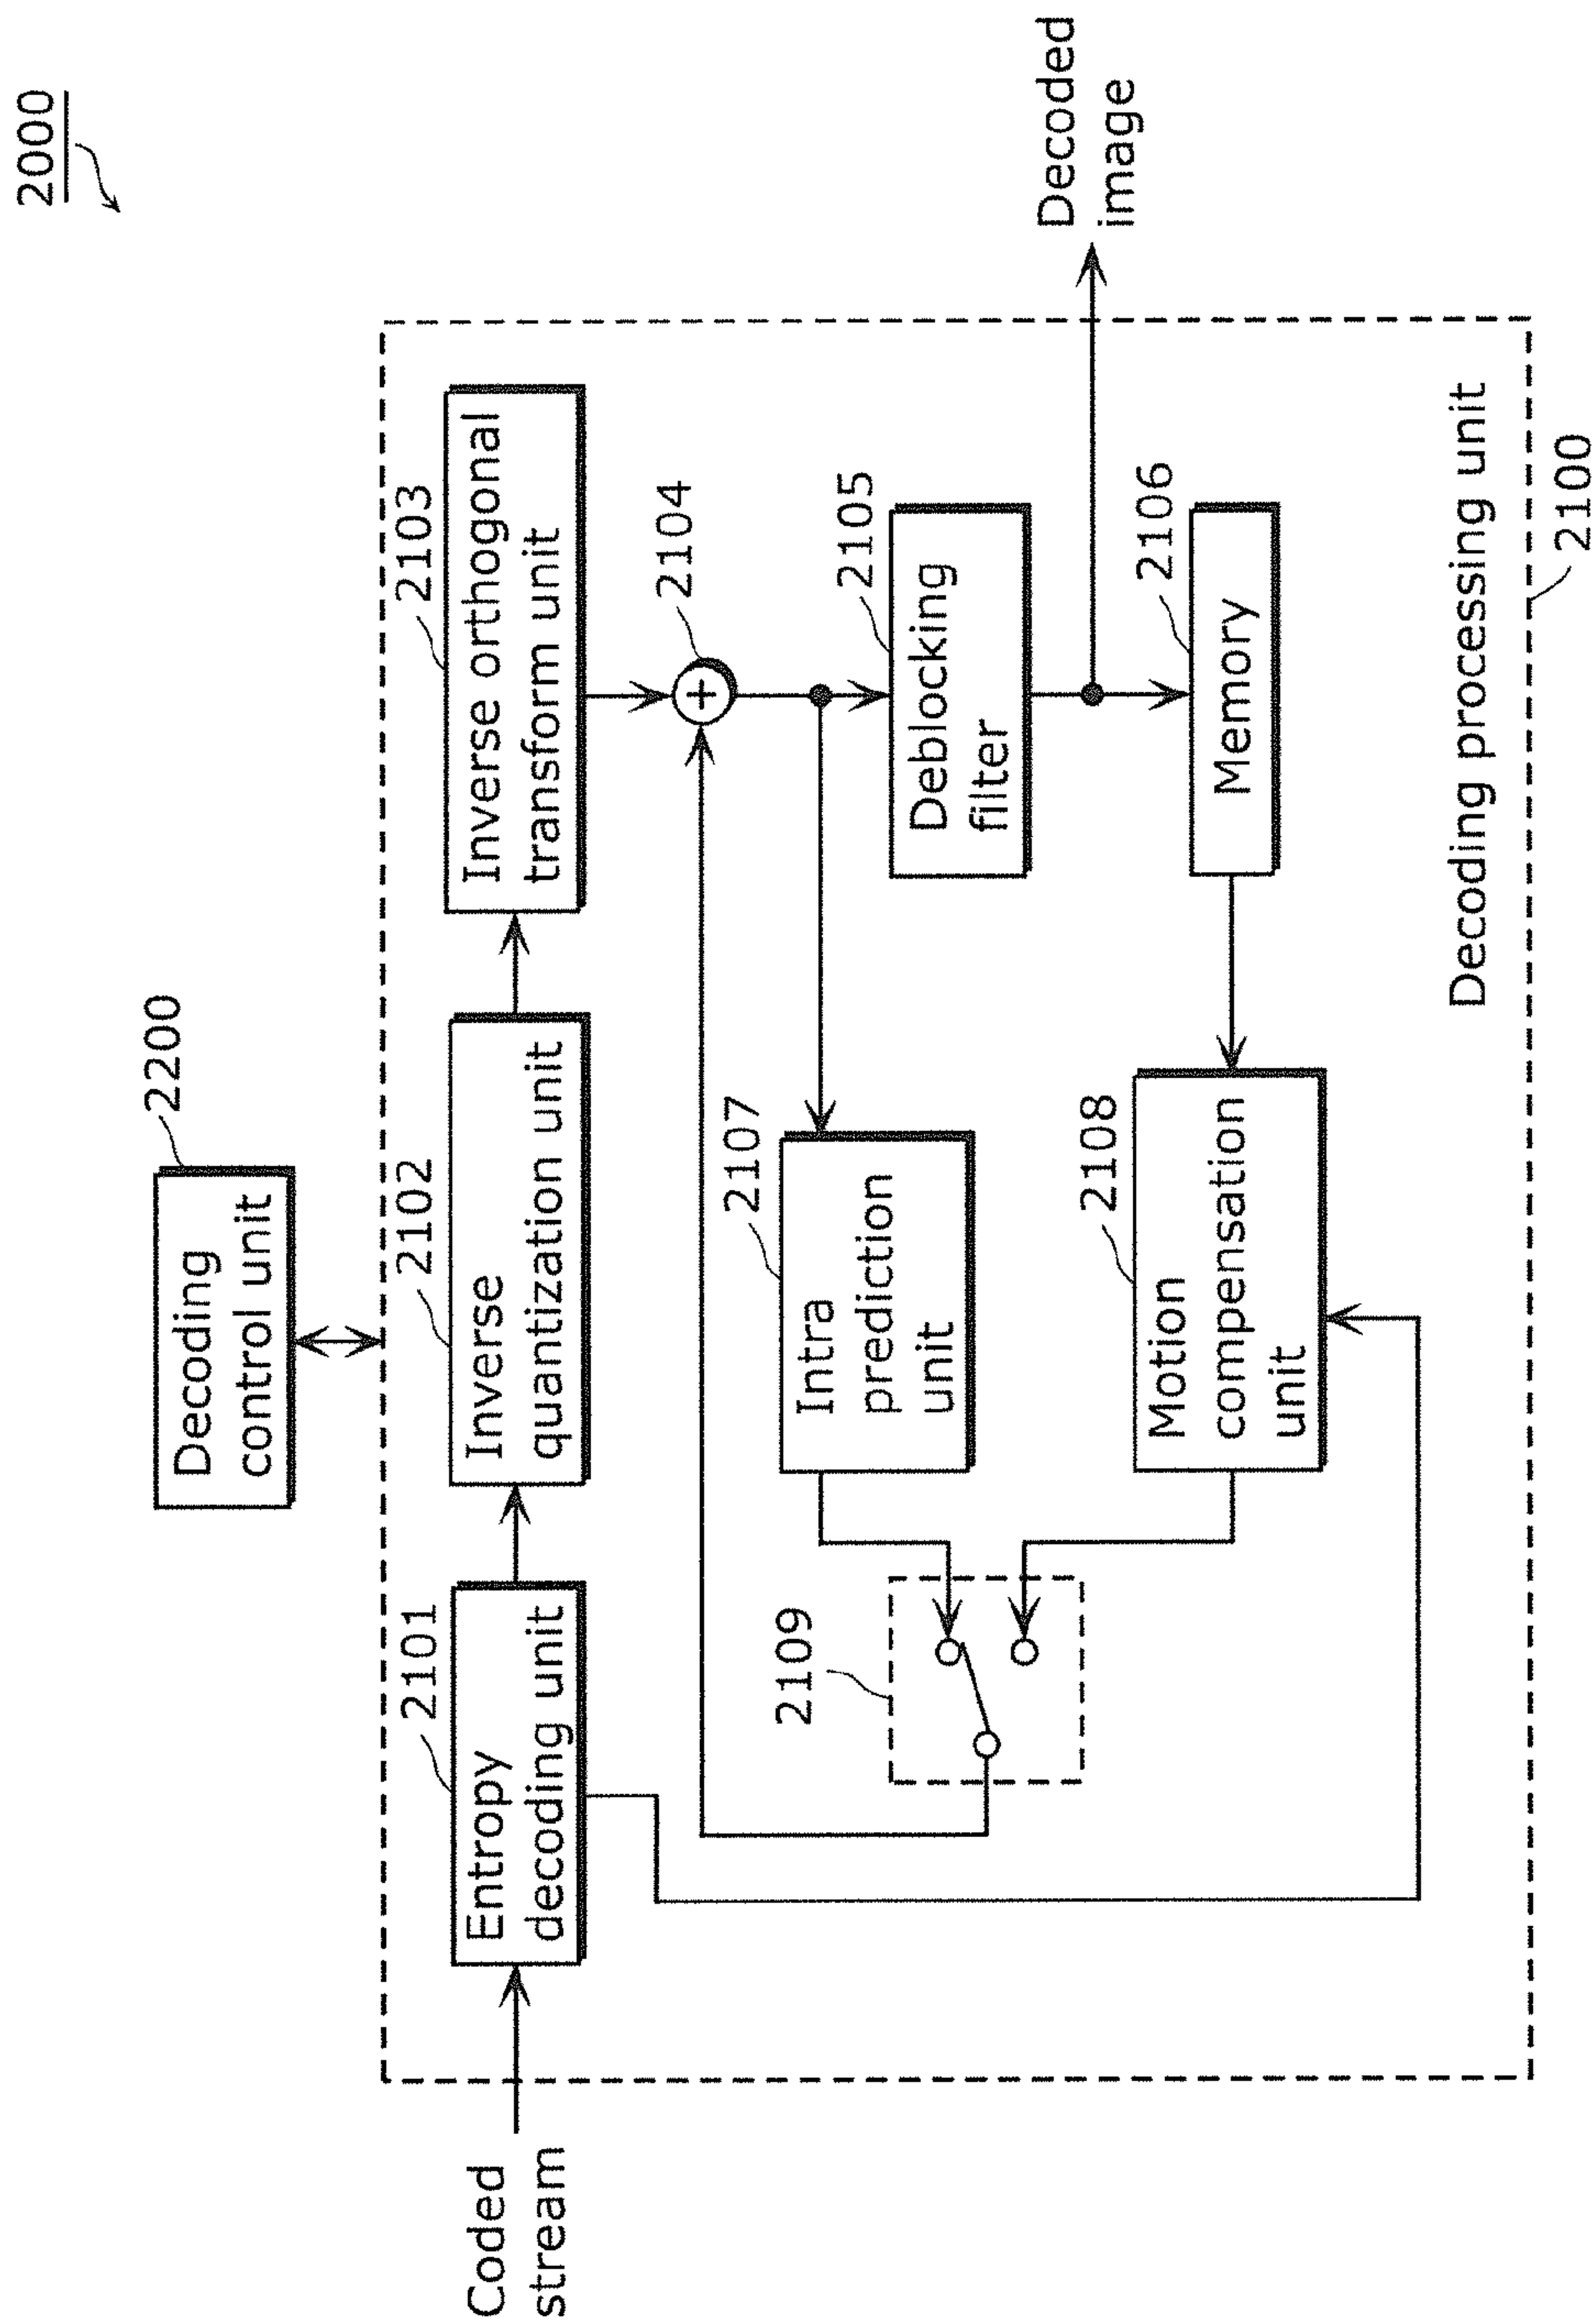 2000
Decoding
control unit
2200
Coded
stream
Entropy
decoding unit
2101
Inverse
quantization unit
2102
Inverse orthogonal
transform unit
2103
+
2104
2109
Intra
prediction
unit
2107
Deblocking
filter
2105
Decoded
image
Motion
compensation
unit
2108
Memory
2106
Decoding processing unit
2100